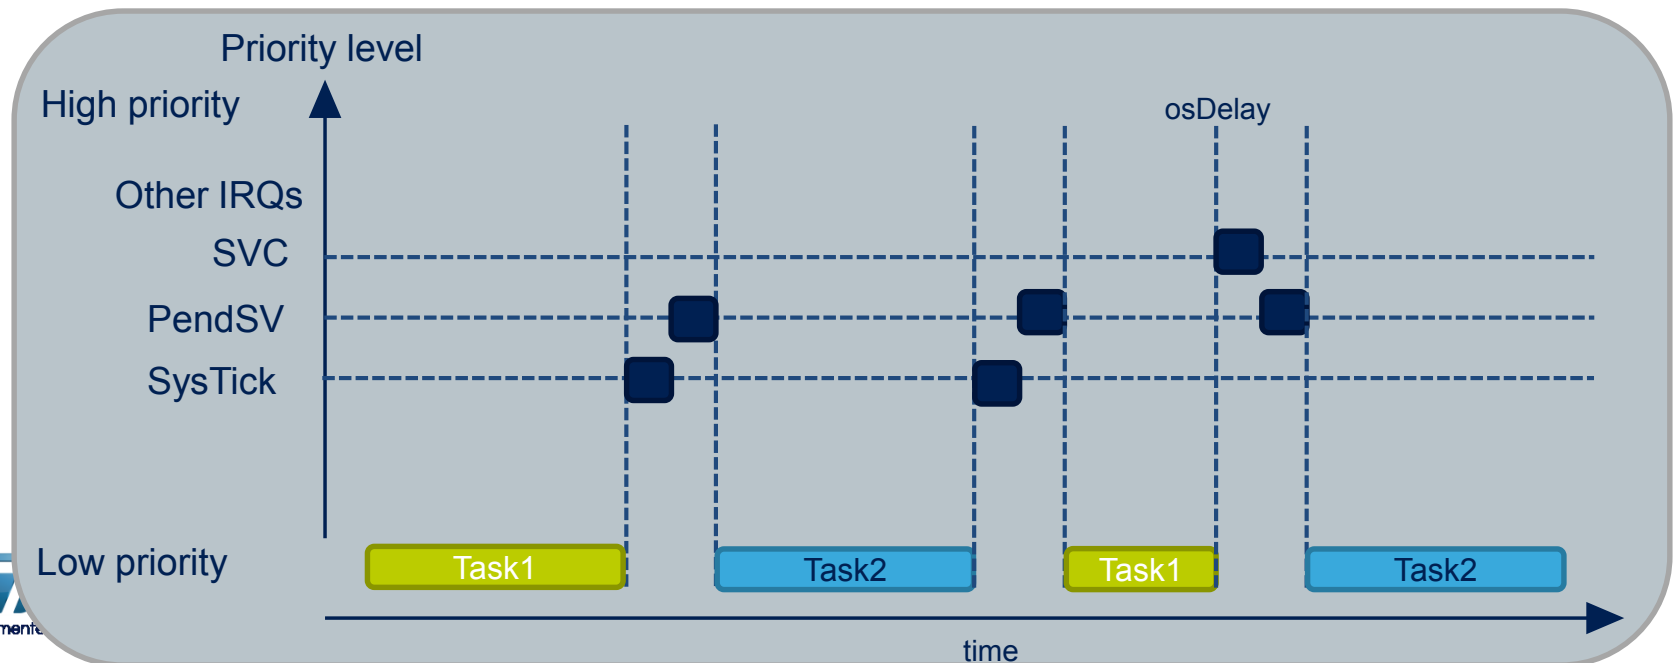 Priority level
High priority
osDelay
Other IRQs
SVC
PendSV
SysTick
Low priority
Task1
Task2
Task1
Task2
time